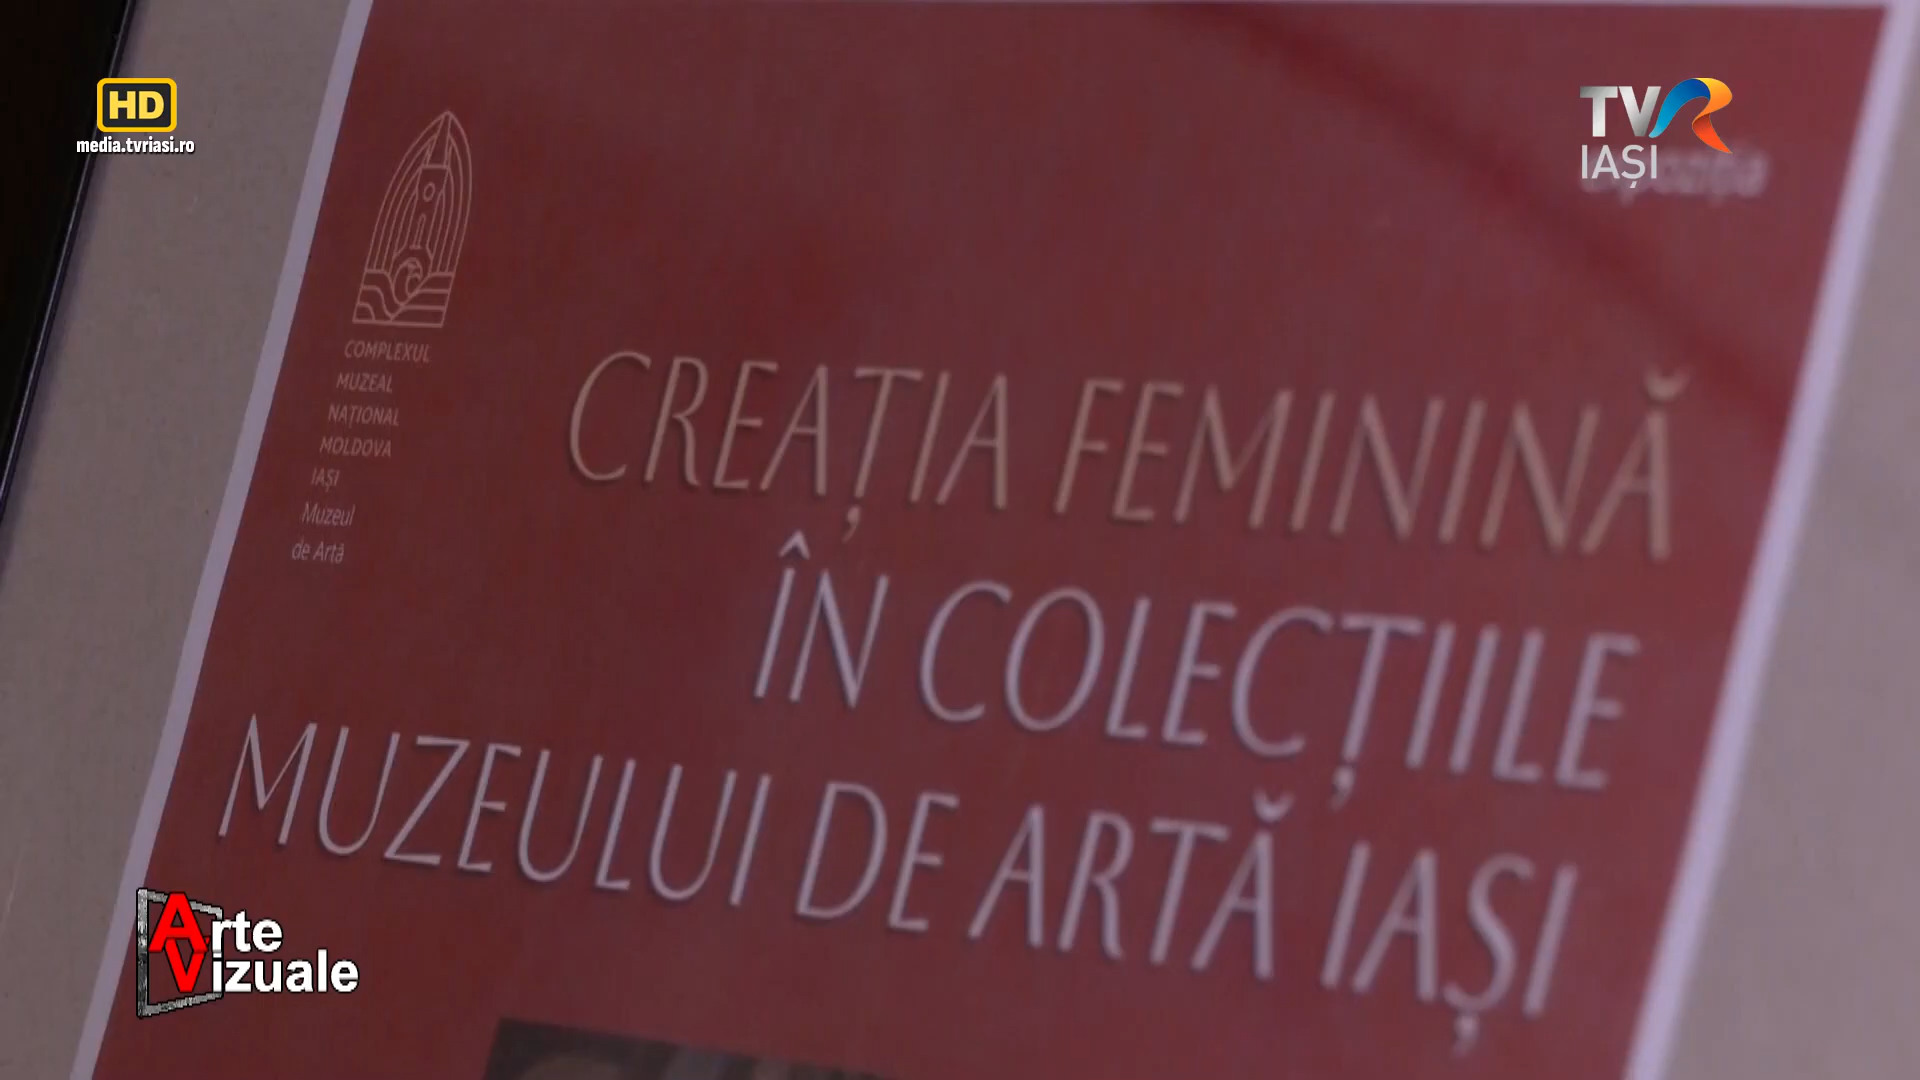 HD
media.tvriasi.ro
TVR
IAȘI
COMPLEXUL
MUZEAL
NAȚIONAL
MOLDOVA
IAȘI
Muzeul
de Artă
CREAȚIA FEMININĂ
ÎN COLECȚIILE
MUZEULUI DE ARTĂ IAȘI
Arte
Vizuale